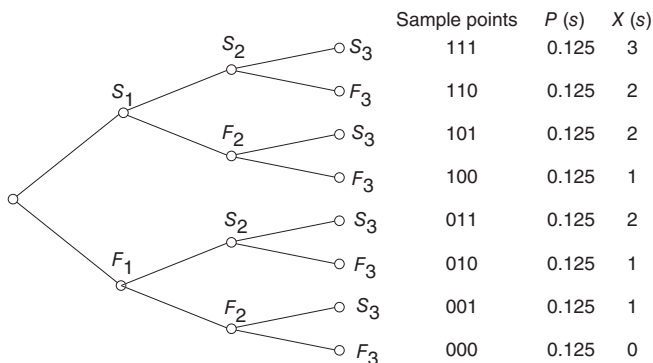 Sample points P (s) X (s)
S3 111 0.125 3
S2
F3 110 0.125 2
S1
S3 101 0.125 2
F2
F3 100 0.125 1
S3 011 0.125 2
S2
F3 010 0.125 1
F1
S3 001 0.125 1
F2
F3 000 0.125 0